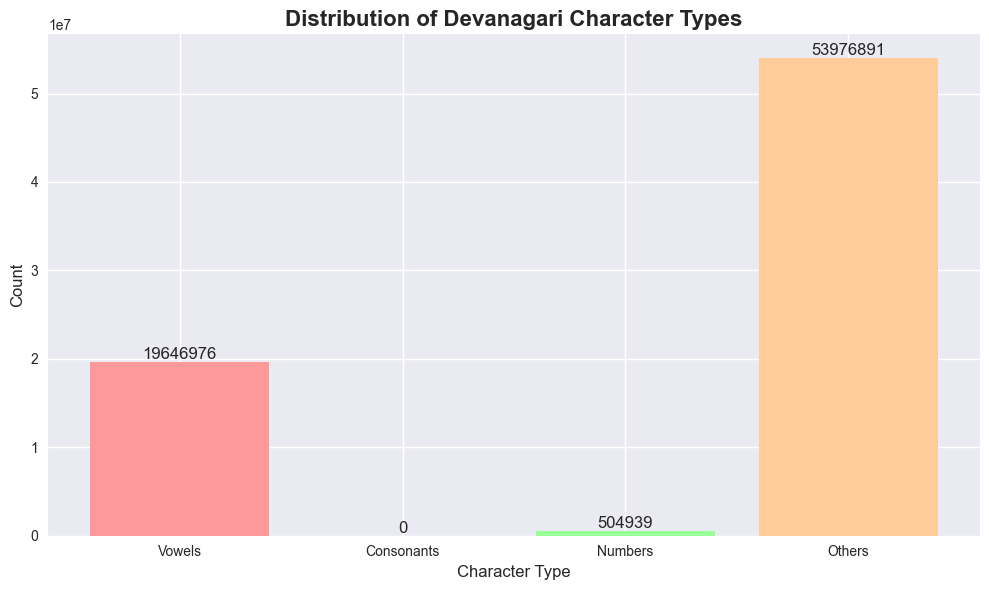 Distribution of Devanagari Character Types
1e7
53976891
5
4
3
2
19646976
1
504939
0
0
Vowels Consonants Numbers Others
Character Type
Count